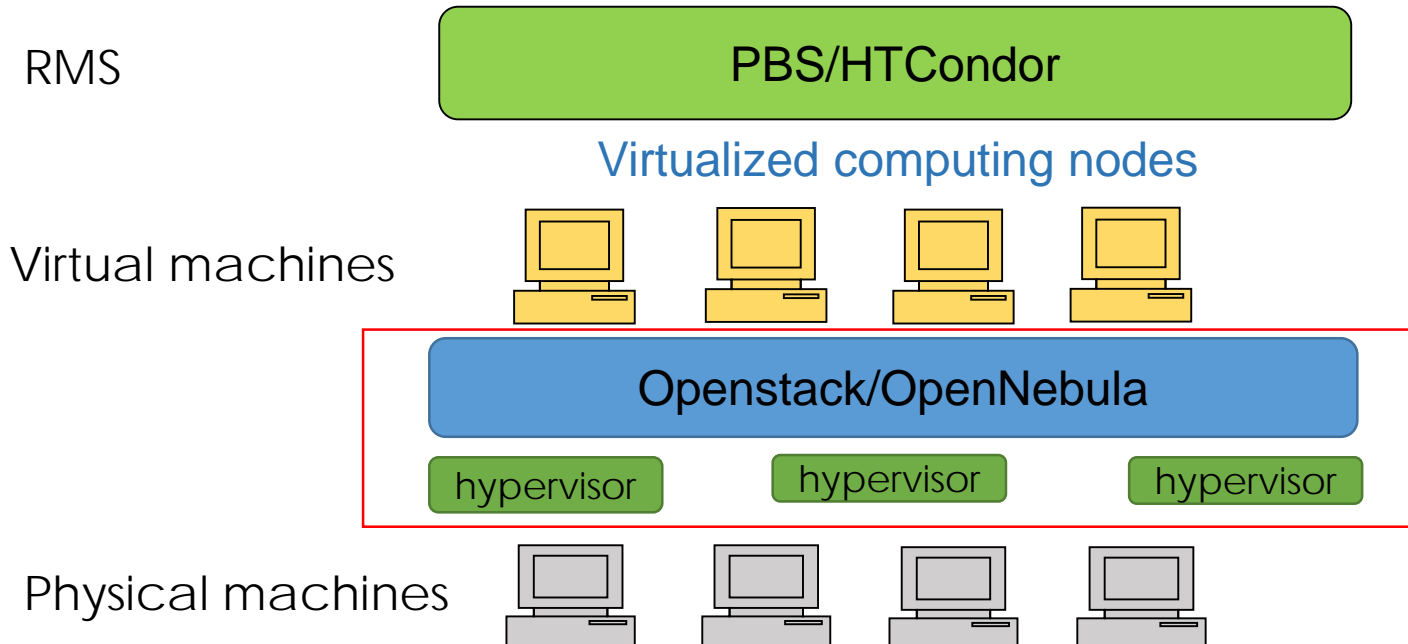 RMS
PBS/HTCondor
Virtualized computing nodes
Virtual machines
Openstack/OpenNebula
hypervisor
hypervisor
hypervisor
Physical machines